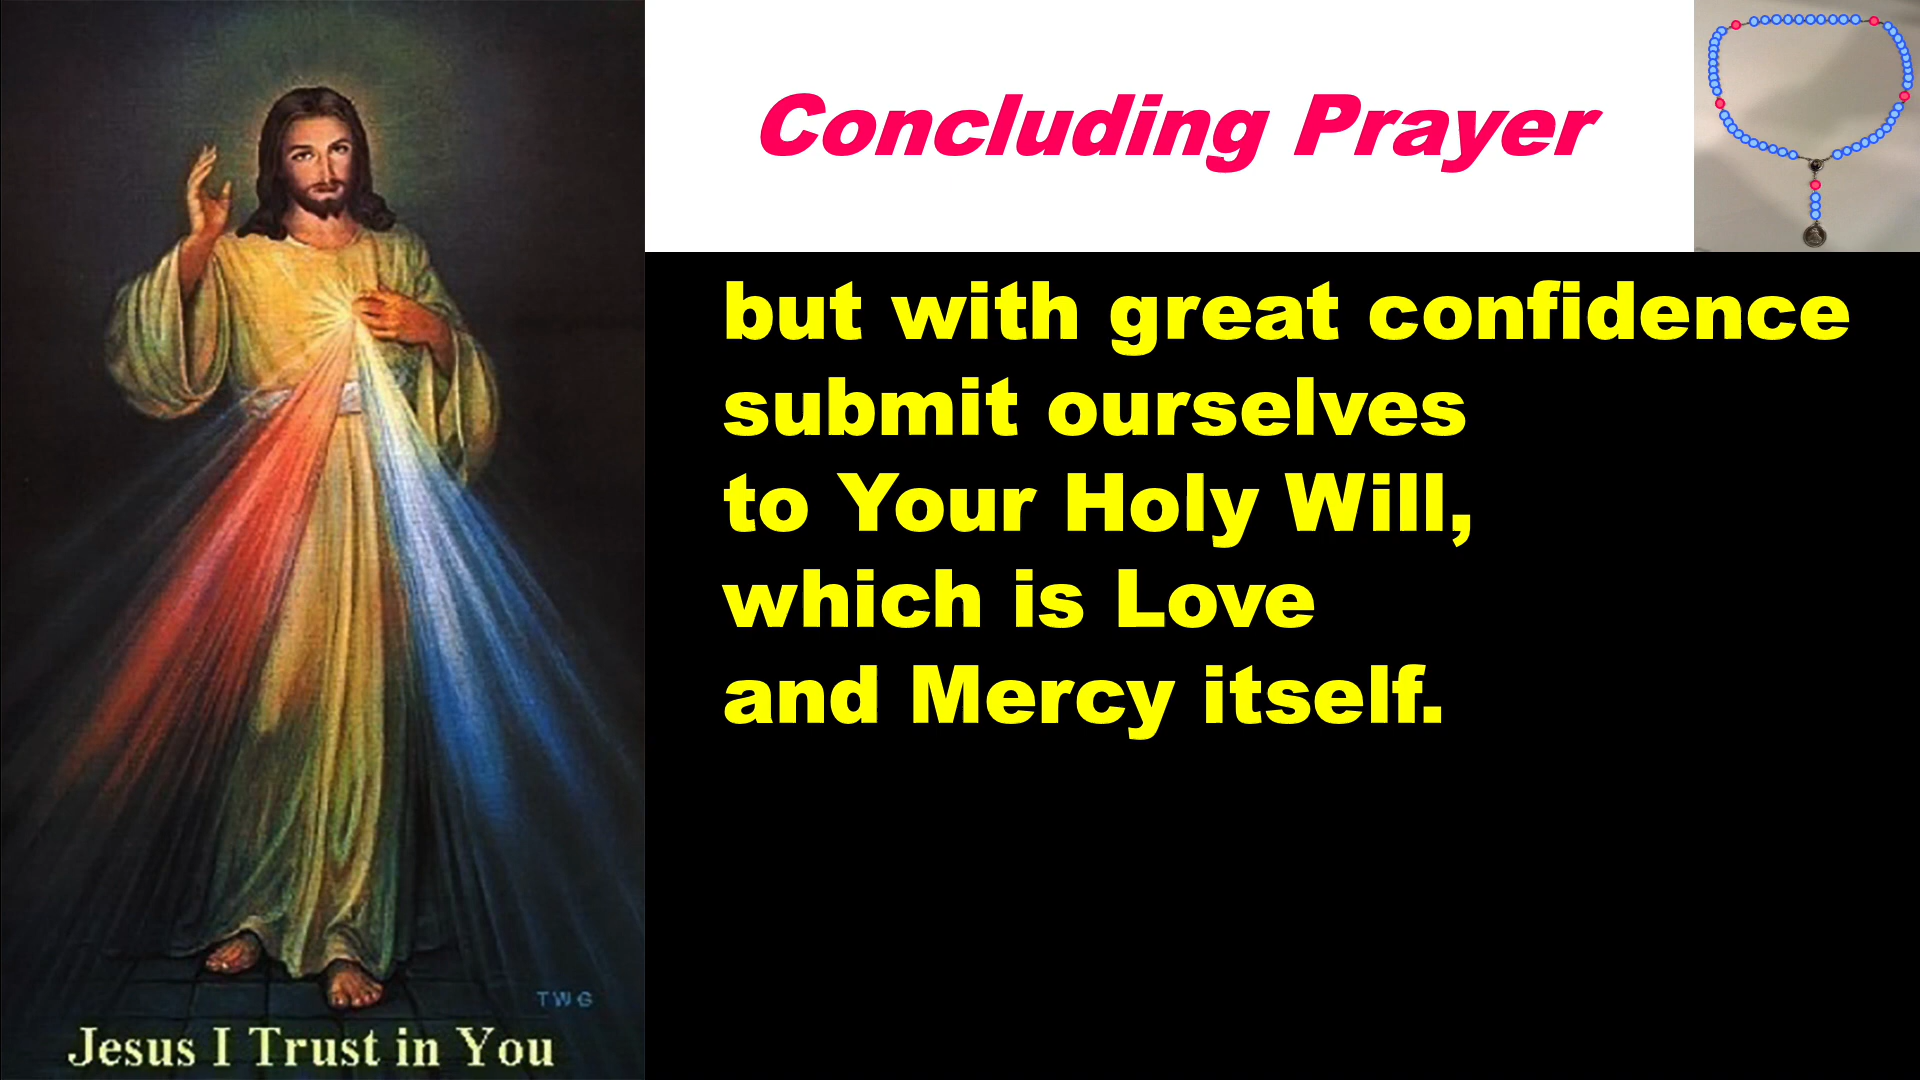 Concluding Prayer
but with great confidence
submit ourselves
to Your Holy Will,
which is Love
and Mercy itself.
TWG
Jesus I Trust in You